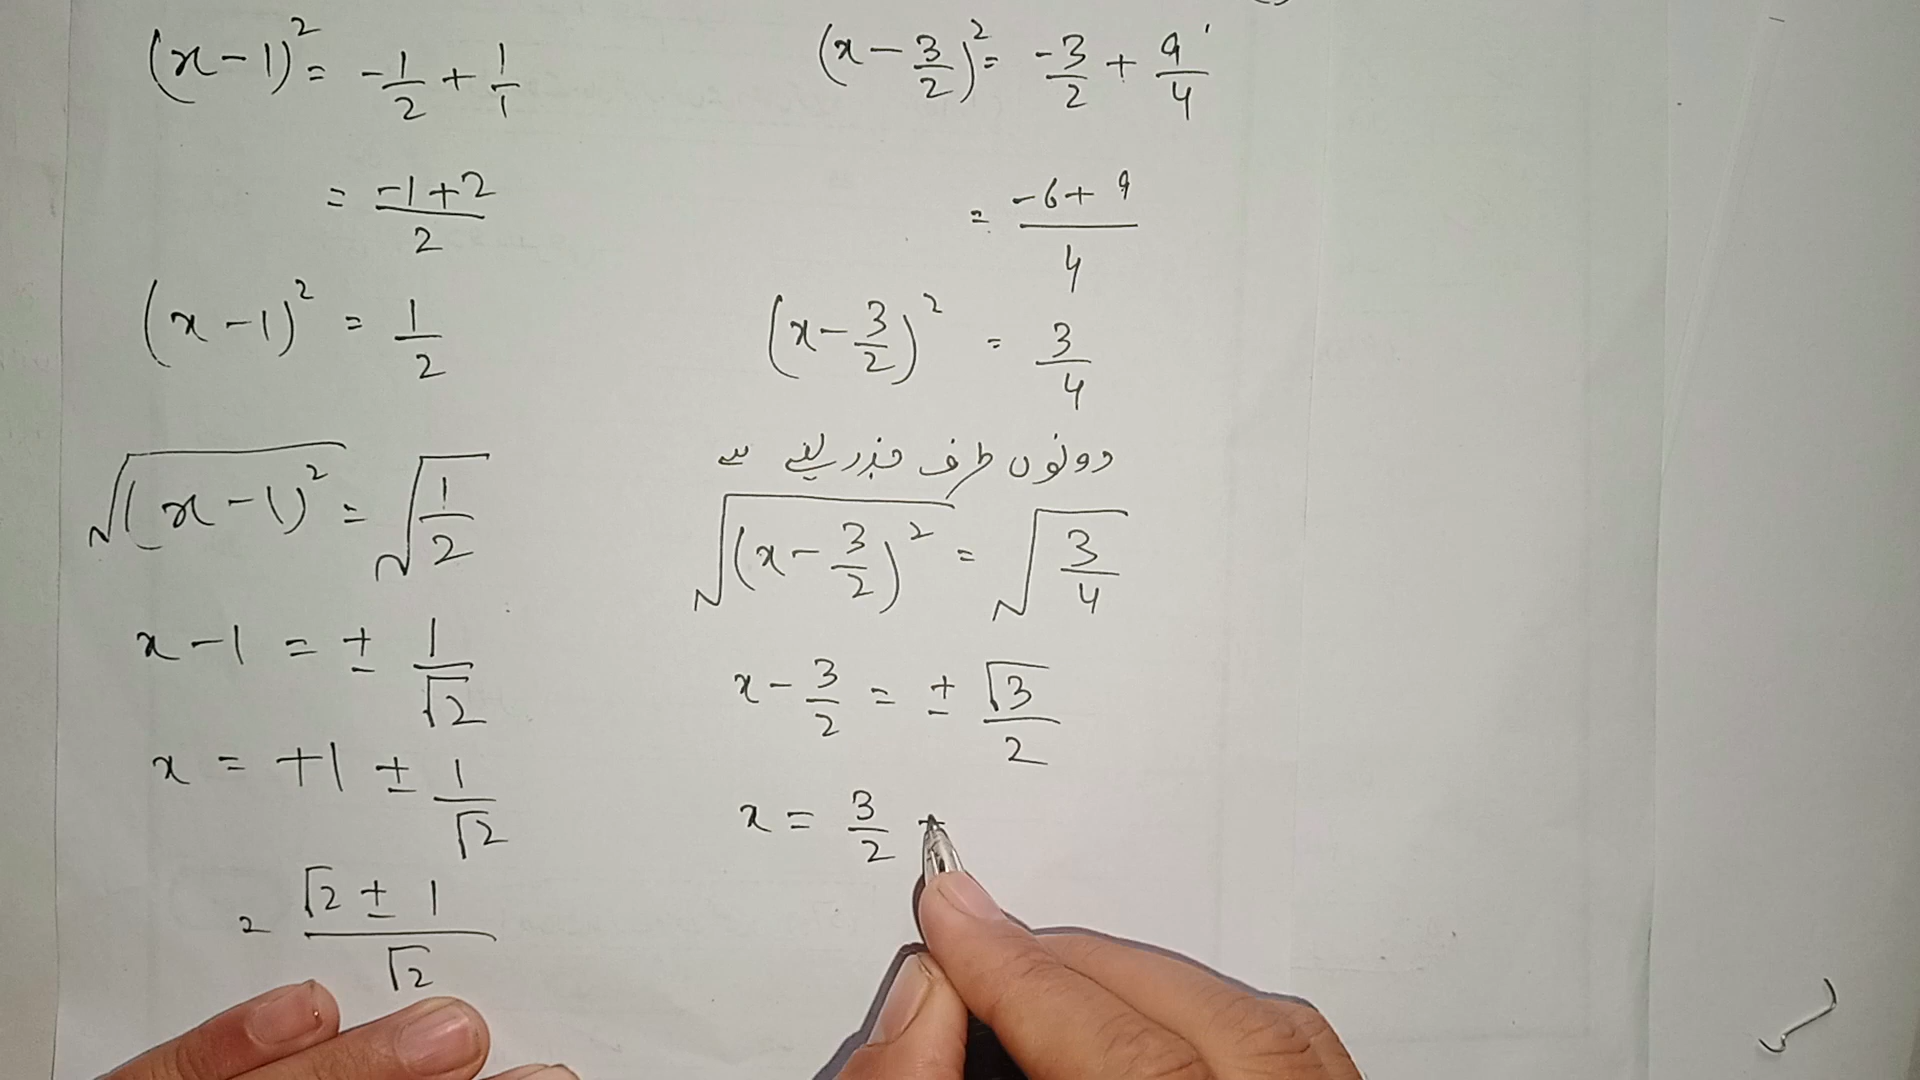 (x-1)² = -1/2 + 1/1
= -1+2/2
(x-1)² = 1/2
√(x-1)² = √1/2
x-1 = ± 1/√2
x = +1 ± 1/√2
= √2 ± 1/√2
(x-3/2)² = -3/2 + 9/4
= -6+9/4
(x-3/2)² = 3/4
دونوں طرف جذر لینے سے
√(x-3/2)² = √3/4
x-3/2 = ± √3/2
x = 3/2